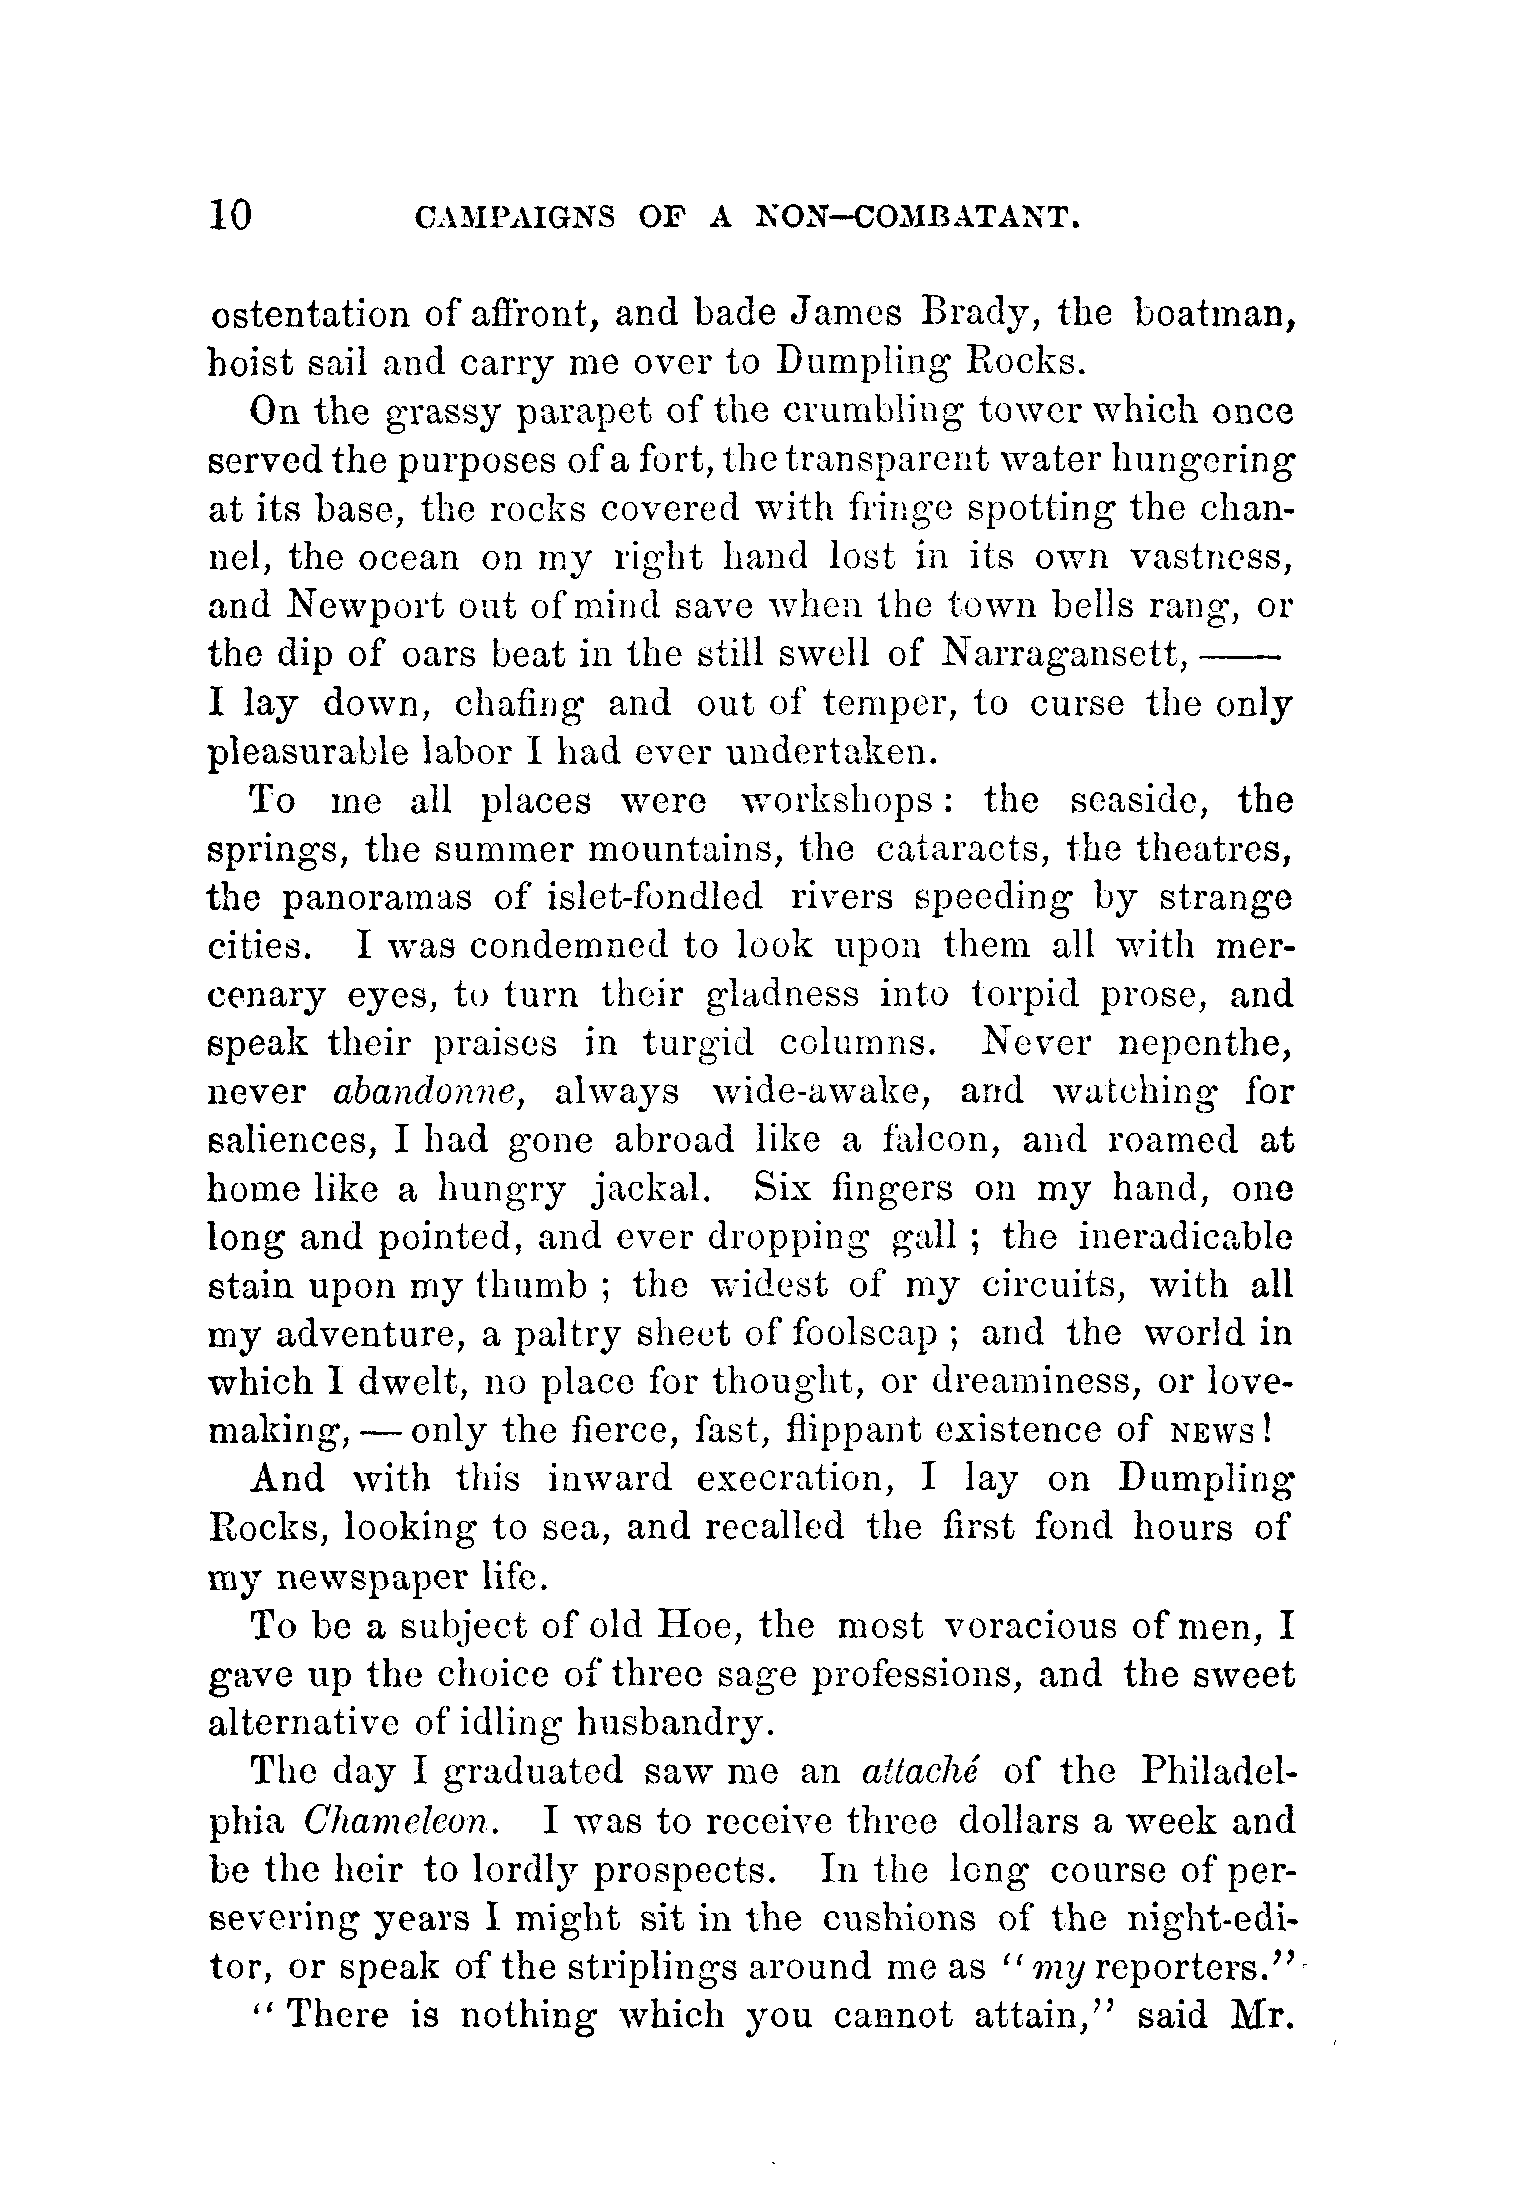 10 CAMPAIGNS OF A NON—COMBATANT.
ostentation of affront, and bade James Brady, the boatman,
hoist sail and carry me over to Dumpling Rocks.
On the grassy parapet of the crumbling tower which once
served the purposes of a fort, the transparent water hungering
at its base, the rocks covered with fringe spotting the chan-
nel, the ocean on my right hand lost in its own vastness,
and Newport out of mind save when the town bells rang, or
the dip of oars beat in the still swell of Narragansett, ——
I lay down, chafing and out of temper, to curse the only
pleasurable labor I had ever undertaken.
To me all places were workshops : the seaside, the
springs, the summer mountains, the cataracts, the theatres,
the panoramas of islet-fondled rivers speeding by strange
cities. I was condemned to look upon them all with mer-
cenary eyes, to turn their gladness into torpid prose, and
speak their praises in turgid columns. Never nepenthe,
never abandonne, always wide-awake, and watching for
saliences, I had gone abroad like a falcon, and roamed at
home like a hungry jackal. Six fingers on my hand, one
long and pointed, and ever dropping gall ; the ineradicable
stain upon my thumb ; the widest of my circuits, with all
my adventure, a paltry sheet of foolscap ; and the world in
which I dwelt, no place for thought, or dreaminess, or love-
making, — only the fierce, fast, flippant existence of NEWS!
And with this inward execration, I lay on Dumpling
Rocks, looking to sea, and recalled the first fond hours of
my newspaper life.
To be a subject of old Hoe, the most voracious of men, I
gave up the choice of three sage professions, and the sweet
alternative of idling husbandry.
The day I graduated saw me an attaché of the Philadel-
phia Chameleon. I was to receive three dollars a week and
be the heir to lordly prospects. In the long course of per-
severing years I might sit in the cushions of the night-edi-
tor, or speak of the striplings around me as "my reporters."
"There is nothing which you cannot attain," said Mr.